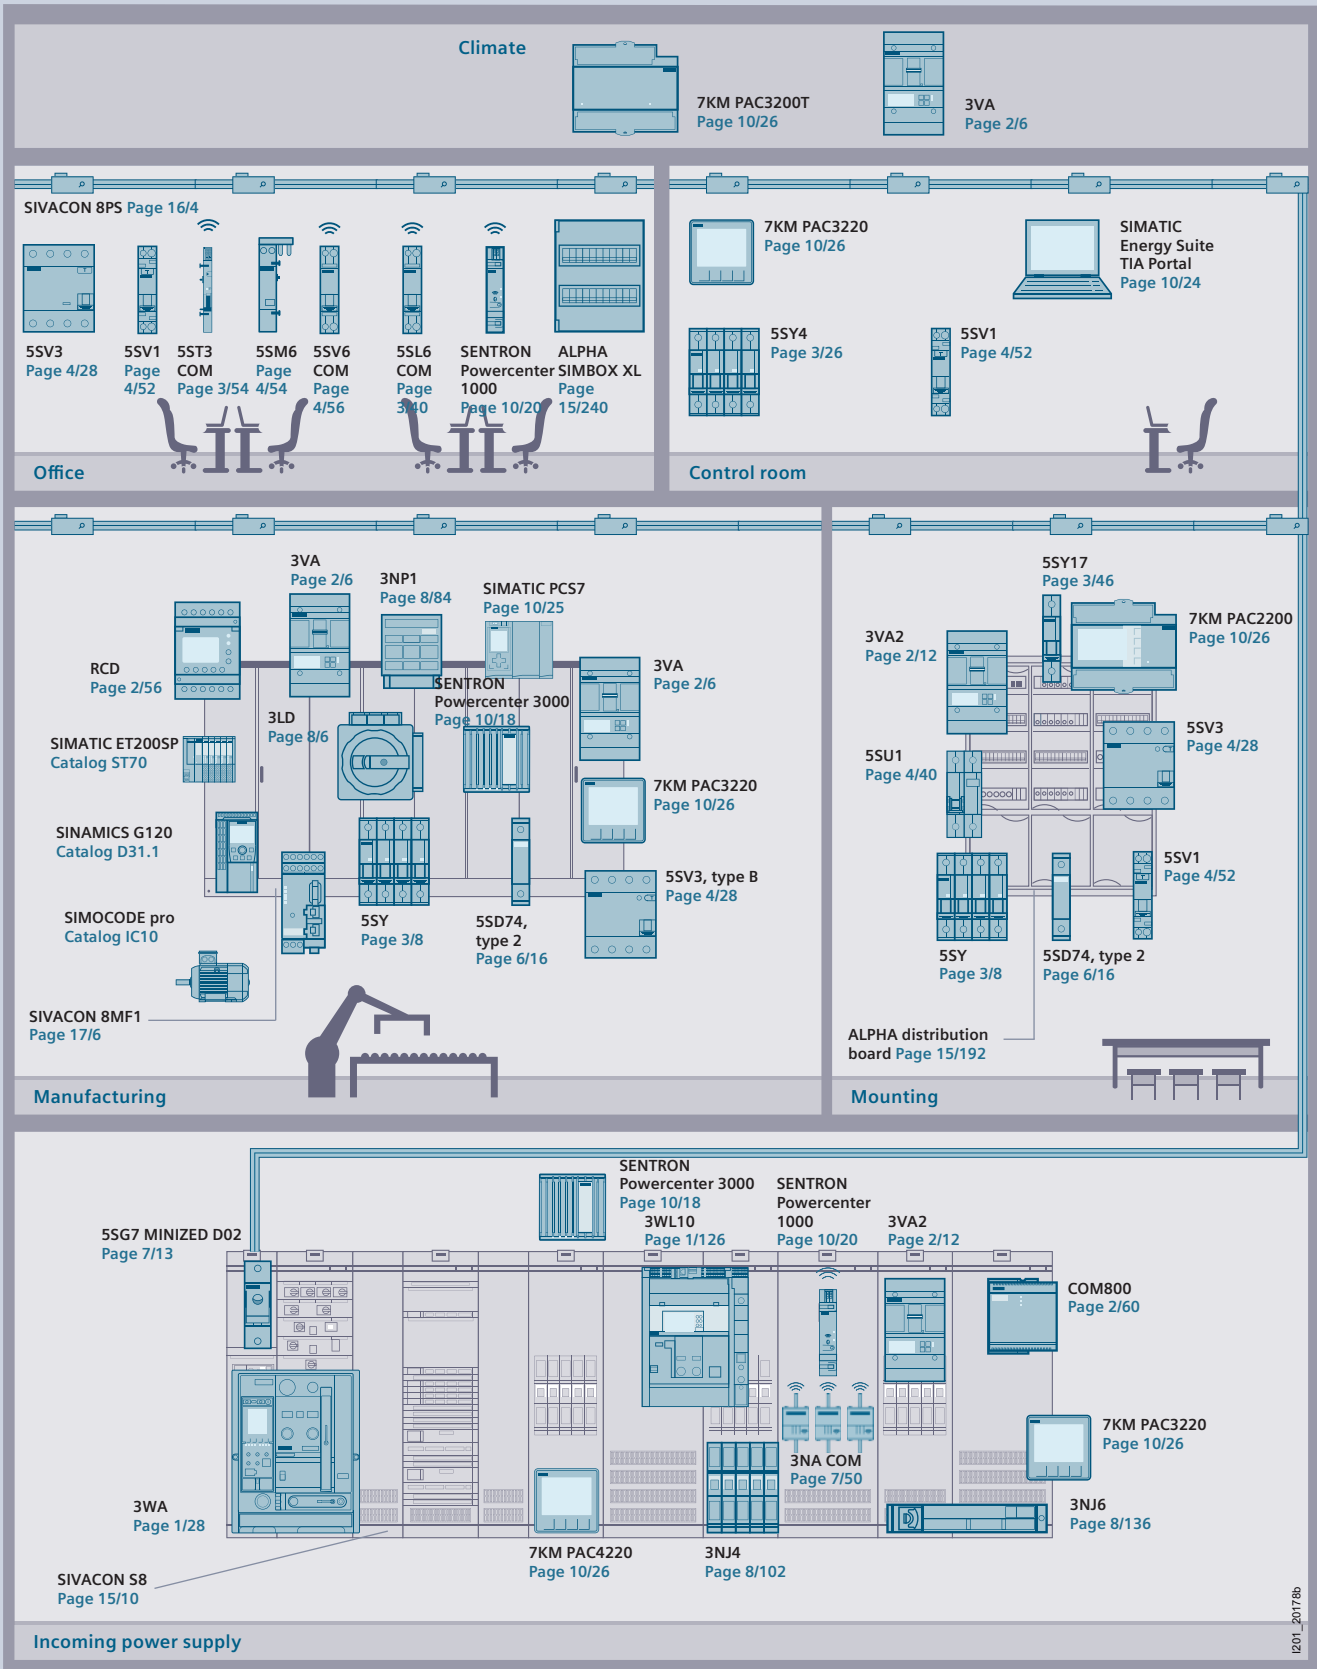 Climate
7KM PAC3200T
Page 10/26
3VA
Page 2/6
SIVACON 8PS Page 16/4
5SV3
Page 4/28
5SV1
Page
4/52
5ST3
COM
Page 3/54
5SM6
Page
4/54
5SV6
COM
Page
4/56
5SL6
COM
Page
3/40
SENTRON
Powercenter
1000
Page 10/20
ALPHA
SIMBOX XL
Page
15/240
Office
7KM PAC3220
Page 10/26
SIMATIC
Energy Suite
TIA Portal
Page 10/24
5SY4
Page 3/26
5SV1
Page 4/52
Control room
3VA
Page 2/6
3NP1
Page 8/84
SIMATIC PCS7
Page 10/25
RCD
Page 2/56
3VA
Page 2/6
SENTRON
Powercenter 3000
Page 10/18
3LD
Page 8/6
SIMATIC ET200SP
Catalog ST70
7KM PAC3220
Page 10/26
SINAMICS G120
Catalog D31.1
5SV3, type B
Page 4/28
SIMOCODE pro
Catalog IC10
5SY
Page 3/8
5SD74,
type 2
Page 6/16
SIVACON 8MF1
Page 17/6
Manufacturing
5SY17
Page 3/46
7KM PAC2200
Page 10/26
3VA2
Page 2/12
5SV3
Page 4/28
5SU1
Page 4/40
5SV1
Page 4/52
5SY
Page 3/8
5SD74, type 2
Page 6/16
ALPHA distribution
board Page 15/192
Mounting
SENTRON
Powercenter 3000
Page 10/18
SENTRON
Powercenter
1000
Page 10/20
3WL10
Page 1/126
3VA2
Page 2/12
5SG7 MINIZED D02
Page 7/13
COM800
Page 2/60
7KM PAC3220
Page 10/26
3NA COM
Page 7/50
3WA
Page 1/28
3NJ6
Page 8/136
7KM PAC4220
Page 10/26
3NJ4
Page 8/102
SIVACON S8
Page 15/10
Incoming power supply
I201_20178b